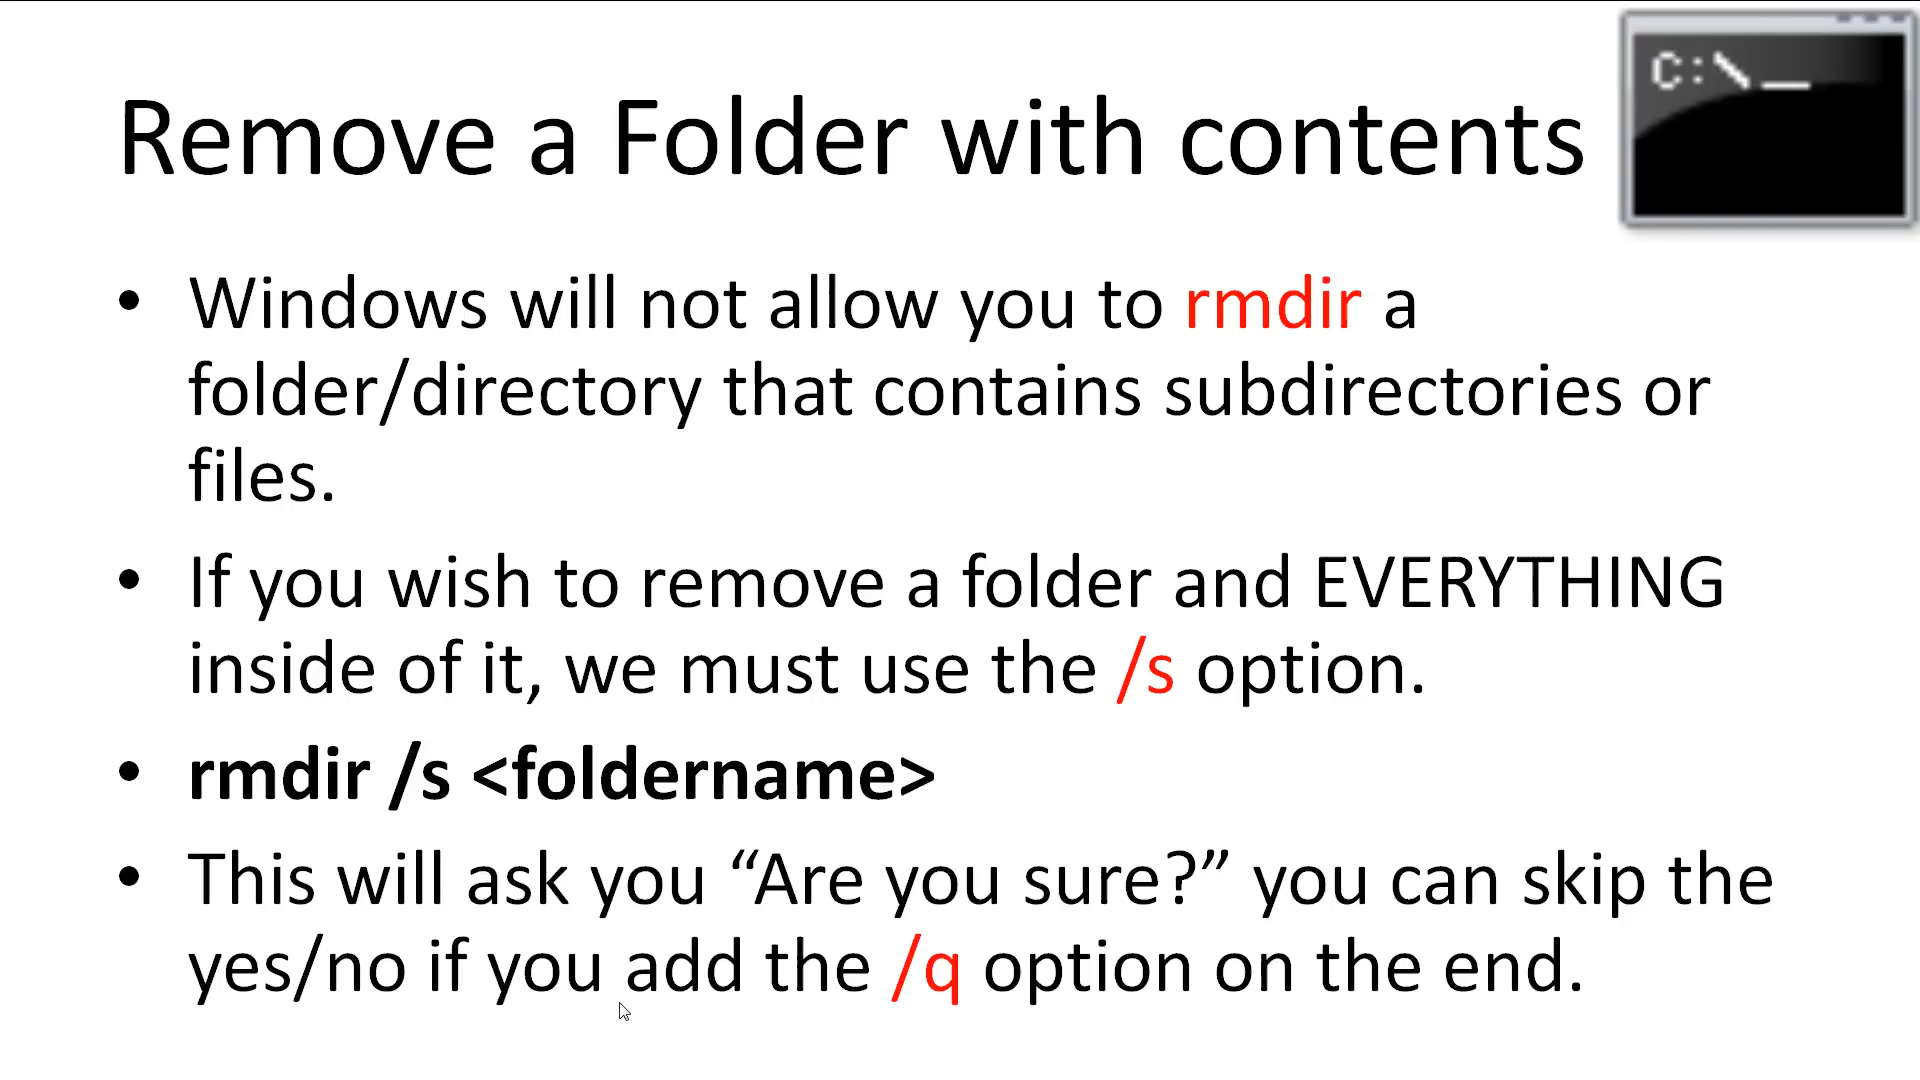 Remove a Folder with contents
C:\_
• Windows will not allow you to rmdir a
folder/directory that contains subdirectories or
files.
• If you wish to remove a folder and EVERYTHING
inside of it, we must use the /s option.
• rmdir /s <foldername>
• This will ask you “Are you sure?” you can skip the
yes/no if you add the /q option on the end.